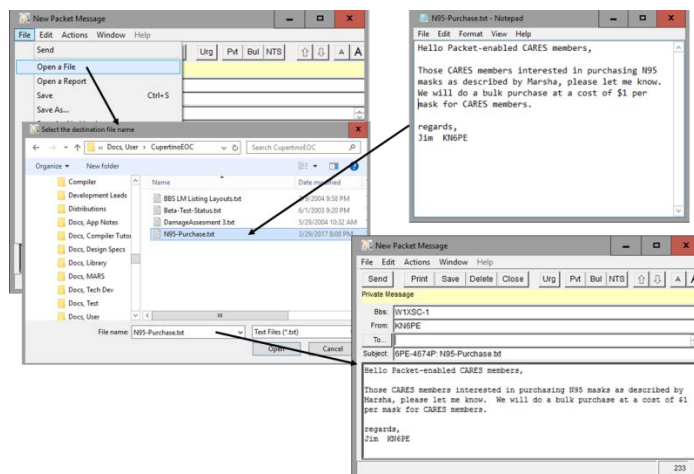 New Packet Message
File Edit Actions Window Help
Send
Open a File
Open a Report
Save Ctrl+S
Save As...
Urg Pvt Bul NTS A A
Select the destination file name
« Docs, User › CupertinoEOC
Search CupertinoEOC
Organize New folder
Name Date modified
Compiler
Development Leads
Distributions
Docs, App Notes
Docs, Compiler Tutor
Docs, Design Specs
Docs, Library
Docs, MARS
Docs, Tech Dev
Docs, Test
Docs, User
BBS LM Listing Layouts.txt /2004 9:58 PM
Beta-Test-Status.txt 6/1/2003 9:20 PM
DamageAssesment 3.txt 5/29/2004 10:32 AM
N95-Purchase.txt 3/29/2017 8:08 PM
File name: N95-Purchase.txt Text Files (*.txt)
Open Cancel
N95-Purchase.txt - Notepad
File Edit Format View Help
Hello Packet-enabled CARES members,
Those CARES members interested in purchasing N95
masks as described by Marsha, please let me know.
We will do a bulk purchase at a cost of $1 per
mask for CARES members.
regards,
Jim KN6PE
New Packet Message
File Edit Actions Window Help
Send Print Save Delete Close Urg Pvt Bul NTS A A
Private Message
Bbs: W1XSC-1
From: KN6PE
To...
Subject: 6PE-4674P: N95-Purchase.txt
Hello Packet-enabled CARES members,
Those CARES members interested in purchasing N95 masks as described by
Marsha, please let me know. We will do a bulk purchase at a cost of $1
per mask for CARES members.
regards,
Jim KN6PE
233